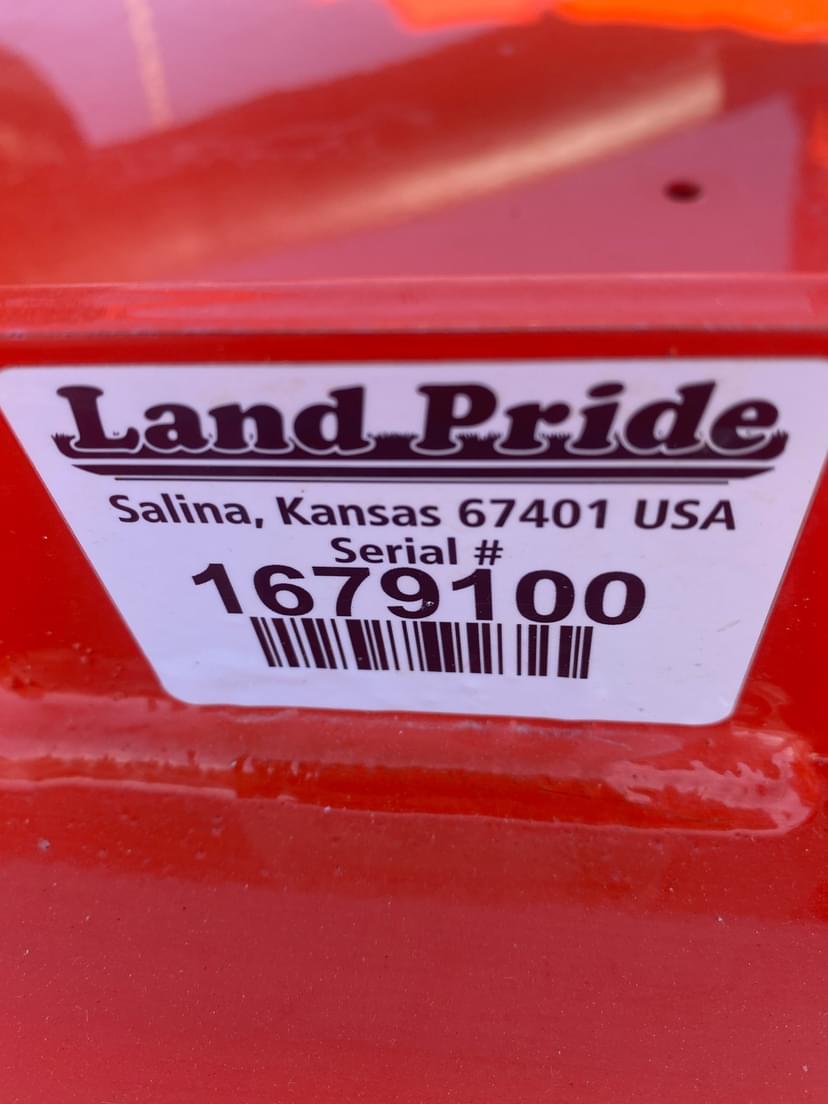 Land Pride
Salina, Kansas 67401 USA
Serial #
1679100